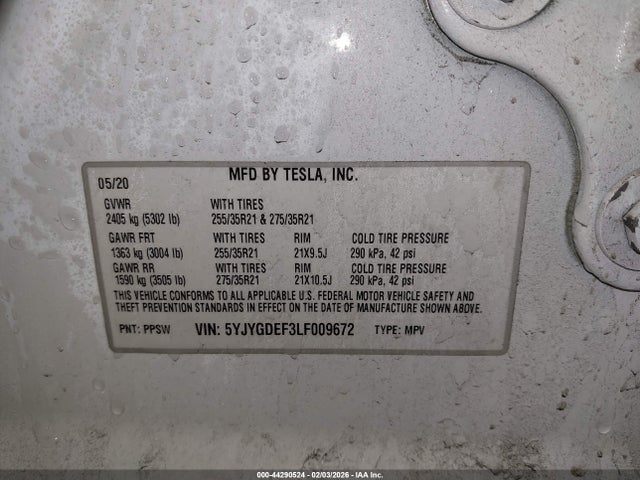 MFD BY TESLA, INC.
05/20
GVWR WITH TIRES
2405 kg (5302 lb) 255/35R21 & 275/35R21
GAWR FRT WITH TIRES RIM COLD TIRE PRESSURE
1363 kg (3004 lb) 255/35R21 21X9.5J 290 kPa, 42 psi
GAWR RR WITH TIRES RIM COLD TIRE PRESSURE
1590 kg (3505 lb) 275/35R21 21X10.5J 290 kPa, 42 psi
THIS VEHICLE CONFORMS TO ALL APPLICABLE U.S. FEDERAL MOTOR VEHICLE SAFETY AND
THEFT PREVENTION STANDARDS IN EFFECT ON THE DATE OF MANUFACTURE SHOWN ABOVE.
PNT: PPSW VIN: 5YJYGDEF3LF009672 TYPE: MPV
000-44290524 | 02/03/2026 | IAA Inc.